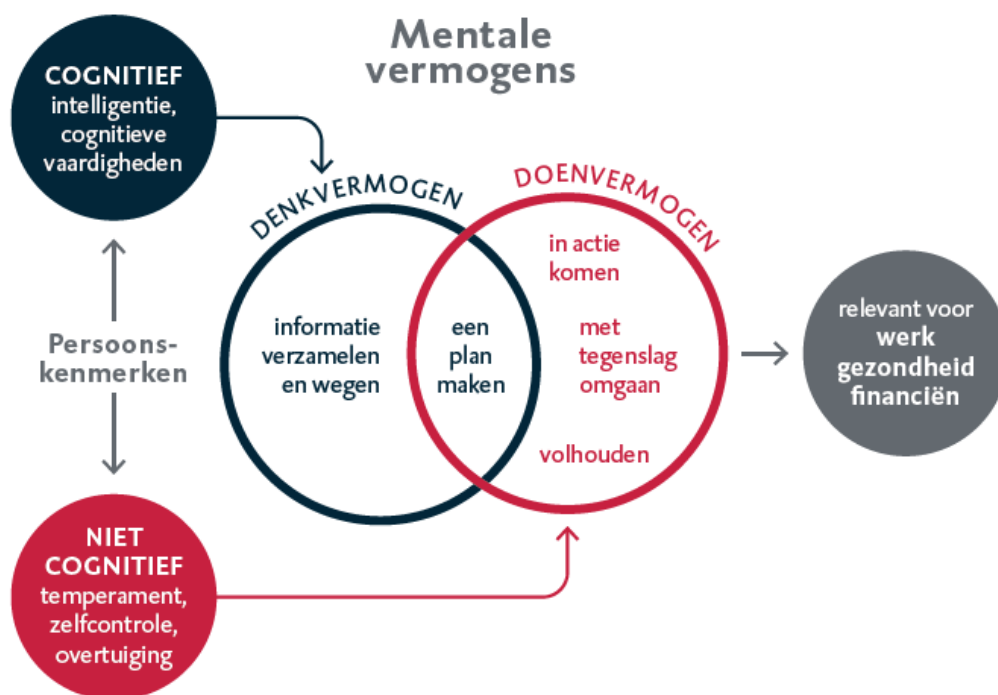 Mentale
vermogens
COGNITIEF
intelligentie,
cognitieve
vaardigheden
Persoons-
kenmerken
NIET
COGNITIEF
temperament,
zelfcontrole,
overtuiging
DENKVERMOGEN
informatie
verzamelen
en wegen
een
plan
maken
DOENVERMOGEN
in actie
komen
met
tegenslag
omgaan
volhouden
relevant voor
werk
gezondheid
financiën